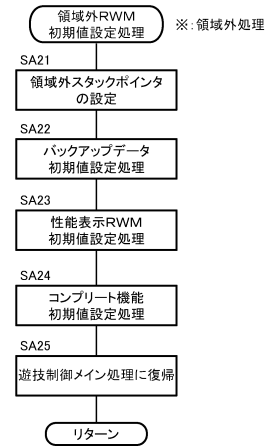 領域外RWM
初期値設定処理
※:領域外処理
SA21
領域外スタックポインタ
の設定
SA22
バックアップデータ
初期値設定処理
SA23
性能表示RWM
初期値設定処理
SA24
コンプリート機能
初期値設定処理
SA25
遊技制御メイン処理に復帰
リターン